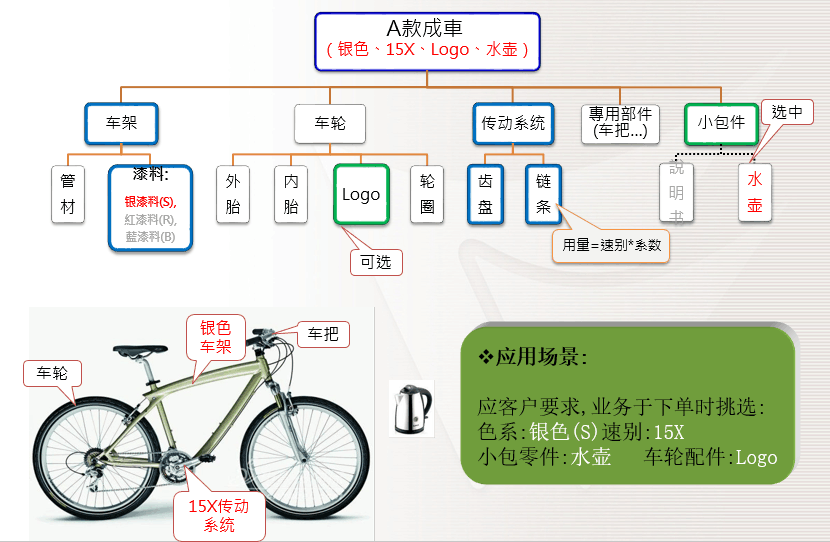 A款成車
（银色、15X、Logo、水壶）
车架
车轮
传动系统
專用部件
(车把...)
小包件
选中
管材
漆料:
银漆料(S),
红漆料(R),
蓝漆料(B)
外胎
内胎
Logo
轮圈
齿盘
链条
説明书
水壶
可选
用量=速别*系数
银色
车架
车把
车轮
15X传动
系统
❖应用场景:
应客户要求,业务于下单时挑选:
色系:银色(S)速别:15X
小包零件:水壶 车轮配件:Logo